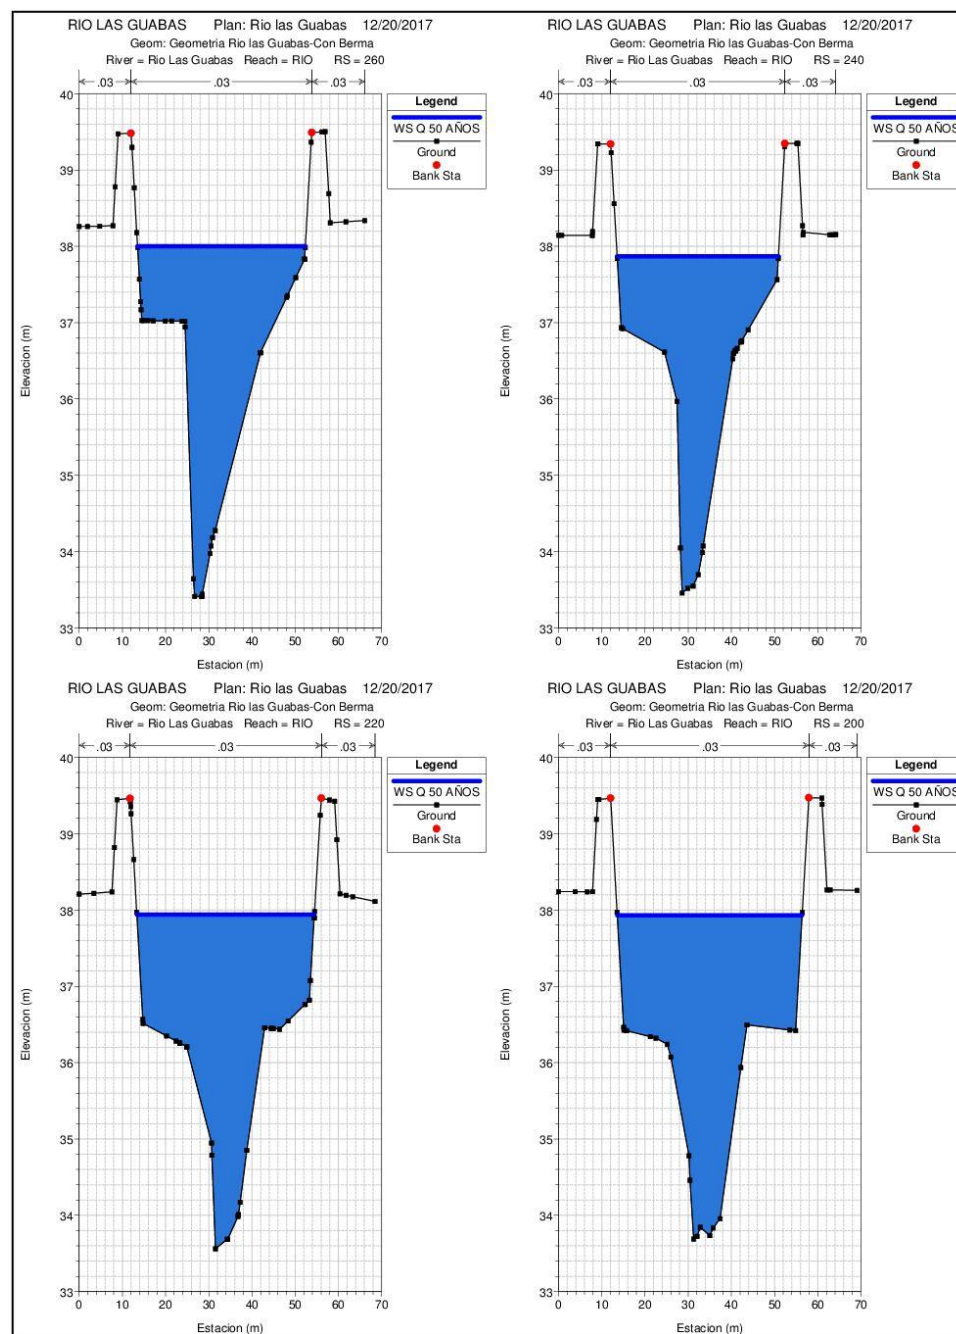 RIO LAS GUABAS Plan: Rio las Guabas 12/20/2017
Geom: Geometria Rio las Guabas-Con Berma
River = Rio Las Guabas Reach = RIO RS = 260
.03 .03 .03
Legend
WS Q 50 AÑOS
Ground
Bank Sta
40
39
38
37
36
35
34
33
Elevacion (m)
0 10 20 30 40 50 60 70
Estacion (m)
RIO LAS GUABAS Plan: Rio las Guabas 12/20/2017
Geom: Geometria Rio las Guabas-Con Berma
River = Rio Las Guabas Reach = RIO RS = 240
.03 .03 .03
Legend
WS Q 50 AÑOS
Ground
Bank Sta
40
39
38
37
36
35
34
33
Elevacion (m)
0 10 20 30 40 50 60 70
Estacion (m)
RIO LAS GUABAS Plan: Rio las Guabas 12/20/2017
Geom: Geometria Rio las Guabas-Con Berma
River = Rio Las Guabas Reach = RIO RS = 220
.03 .03 .03
Legend
WS Q 50 AÑOS
Ground
Bank Sta
40
39
38
37
36
35
34
33
Elevacion (m)
0 10 20 30 40 50 60 70
Estacion (m)
RIO LAS GUABAS Plan: Rio las Guabas 12/20/2017
Geom: Geometria Rio las Guabas-Con Berma
River = Rio Las Guabas Reach = RIO RS = 200
.03 .03 .03
Legend
WS Q 50 AÑOS
Ground
Bank Sta
40
39
38
37
36
35
34
33
Elevacion (m)
0 10 20 30 40 50 60 70
Estacion (m)